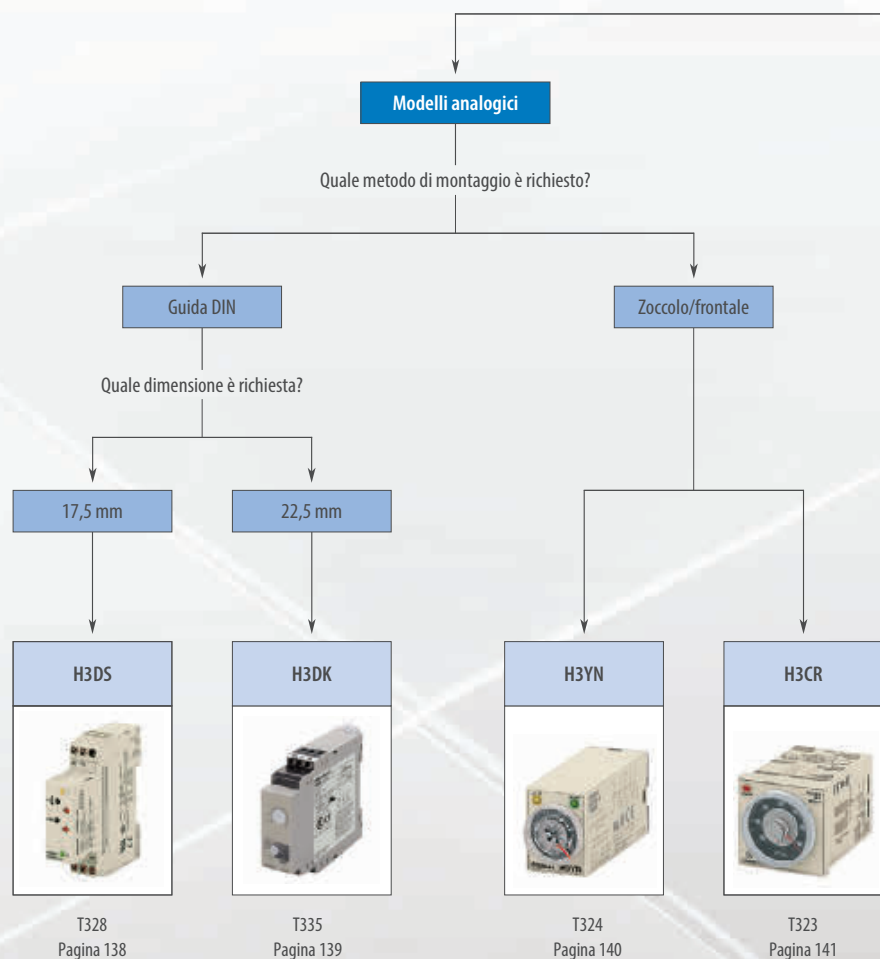 Modelli analogici
Quale metodo di montaggio è richiesto?
Guida DIN
Zoccolo/frontale
Quale dimensione è richiesta?
17,5 mm
22,5 mm
H3DS
H3DK
H3YN
H3CR
T328
Pagina 138
T335
Pagina 139
T324
Pagina 140
T323
Pagina 141